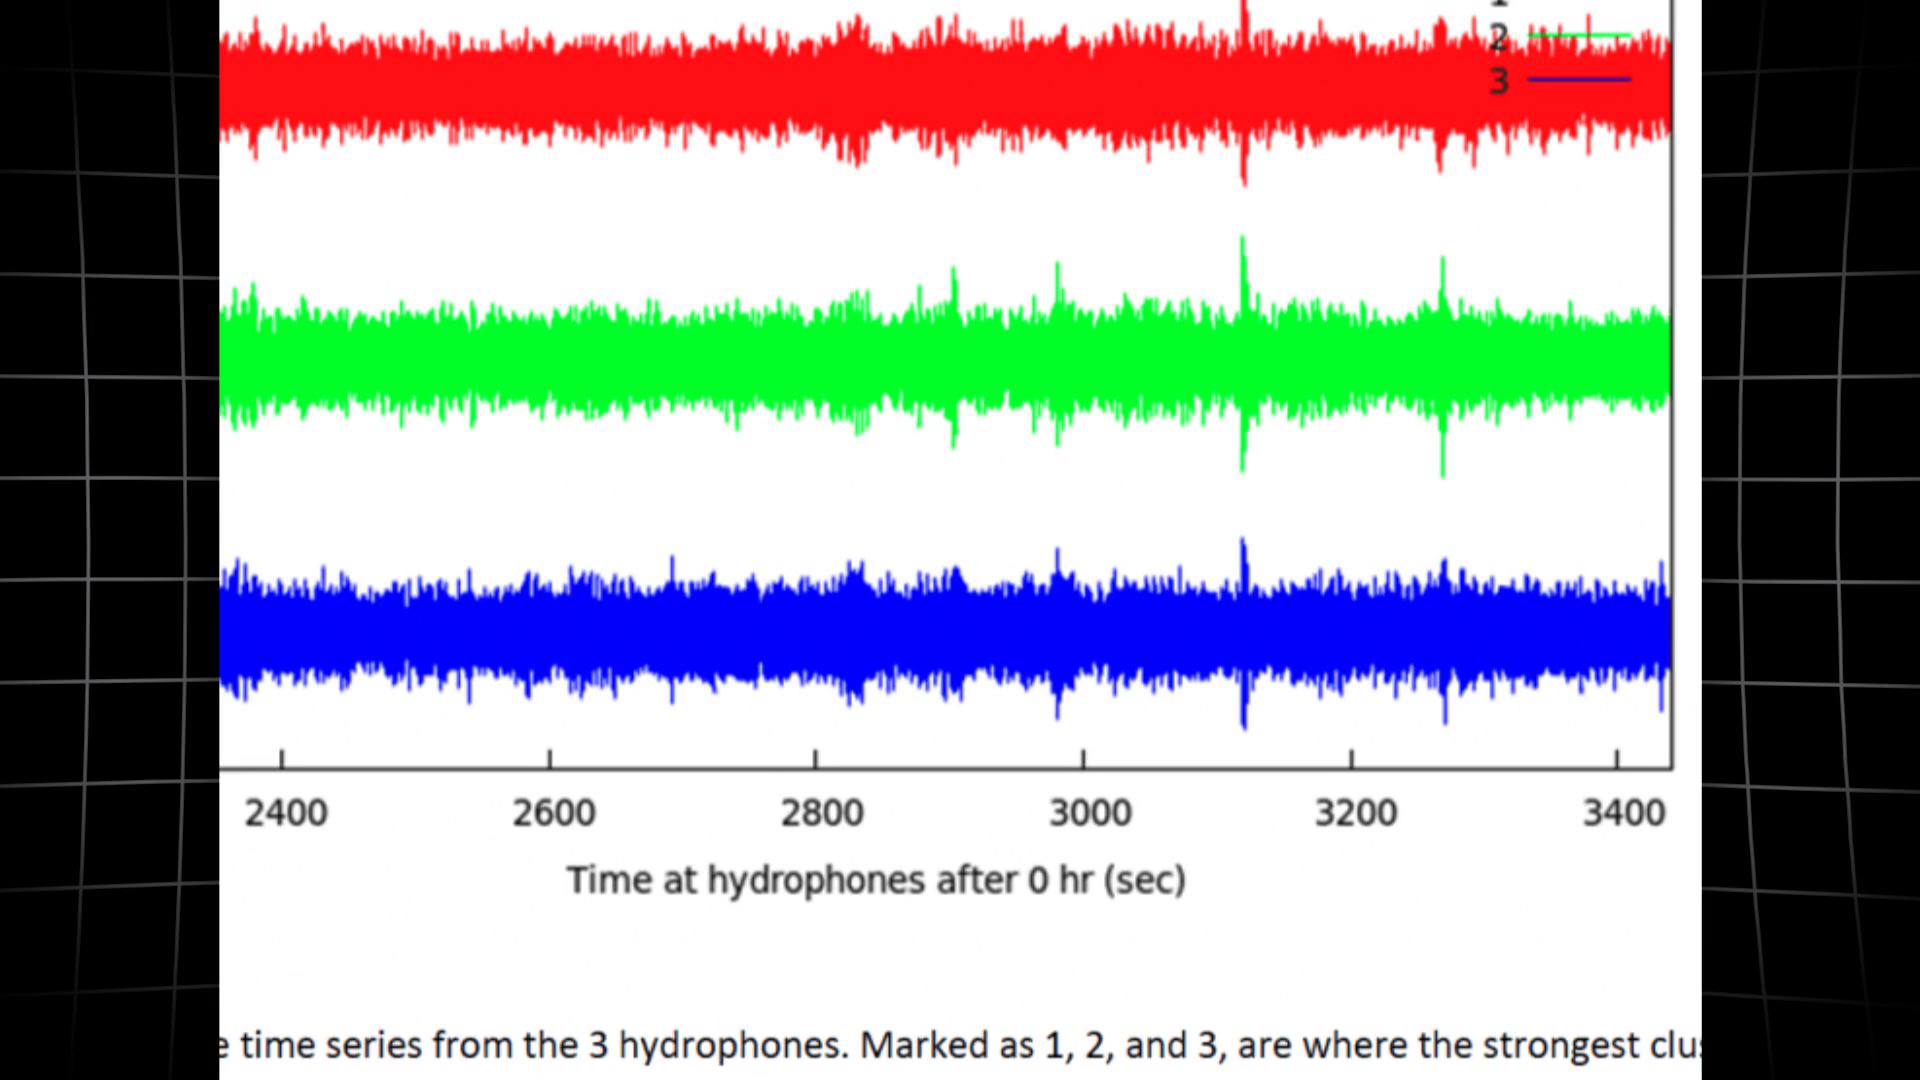 2
3
2400 2600 2800 3000 3200 3400
Time at hydrophones after 0 hr (sec)
time series from the 3 hydrophones. Marked as 1, 2, and 3, are where the strongest